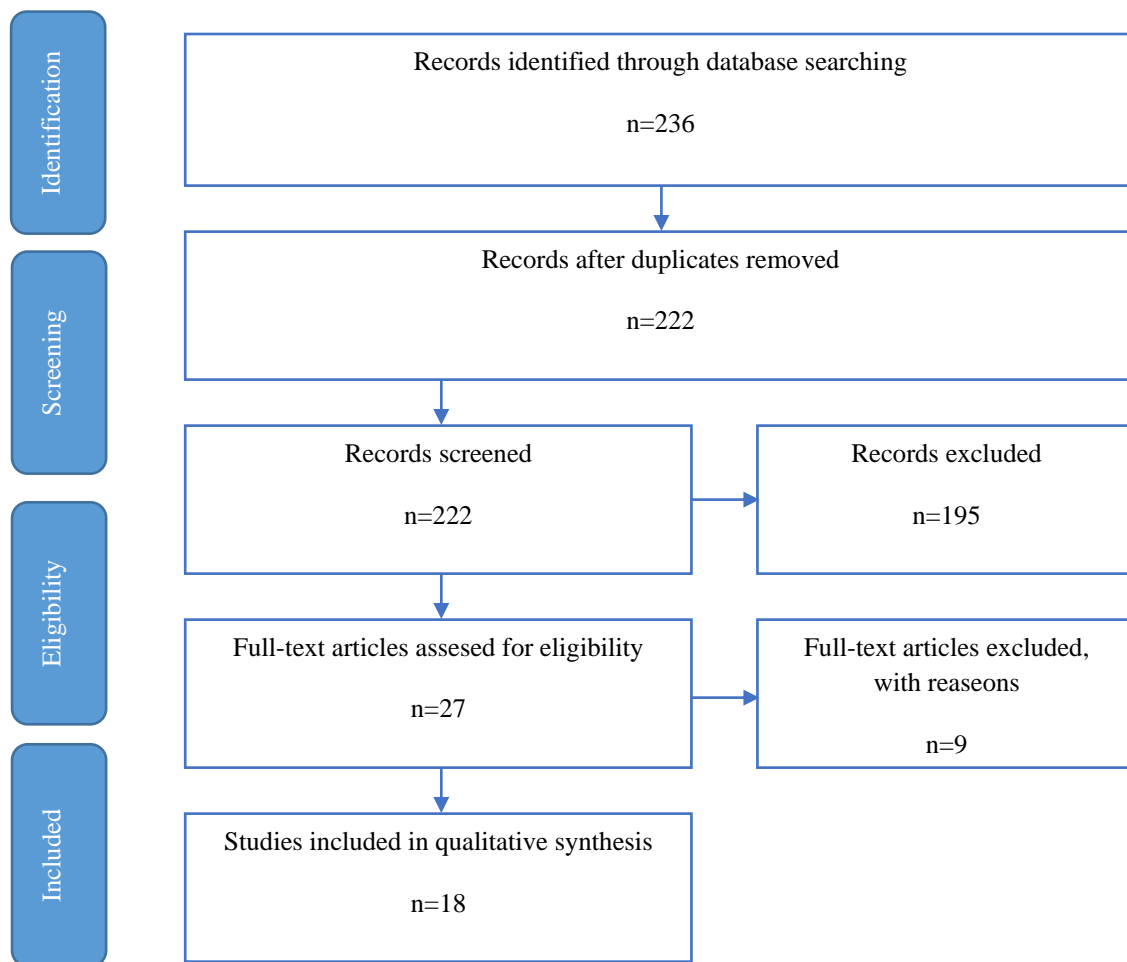 Identification
Records identified through database searching
n=236
Screening
Records after duplicates removed
n=222
Records screened
n=222
Records excluded
n=195
Eligibility
Full-text articles assesed for eligibility
n=27
Full-text articles excluded,
with reaseons
n=9
Included
Studies included in qualitative synthesis
n=18